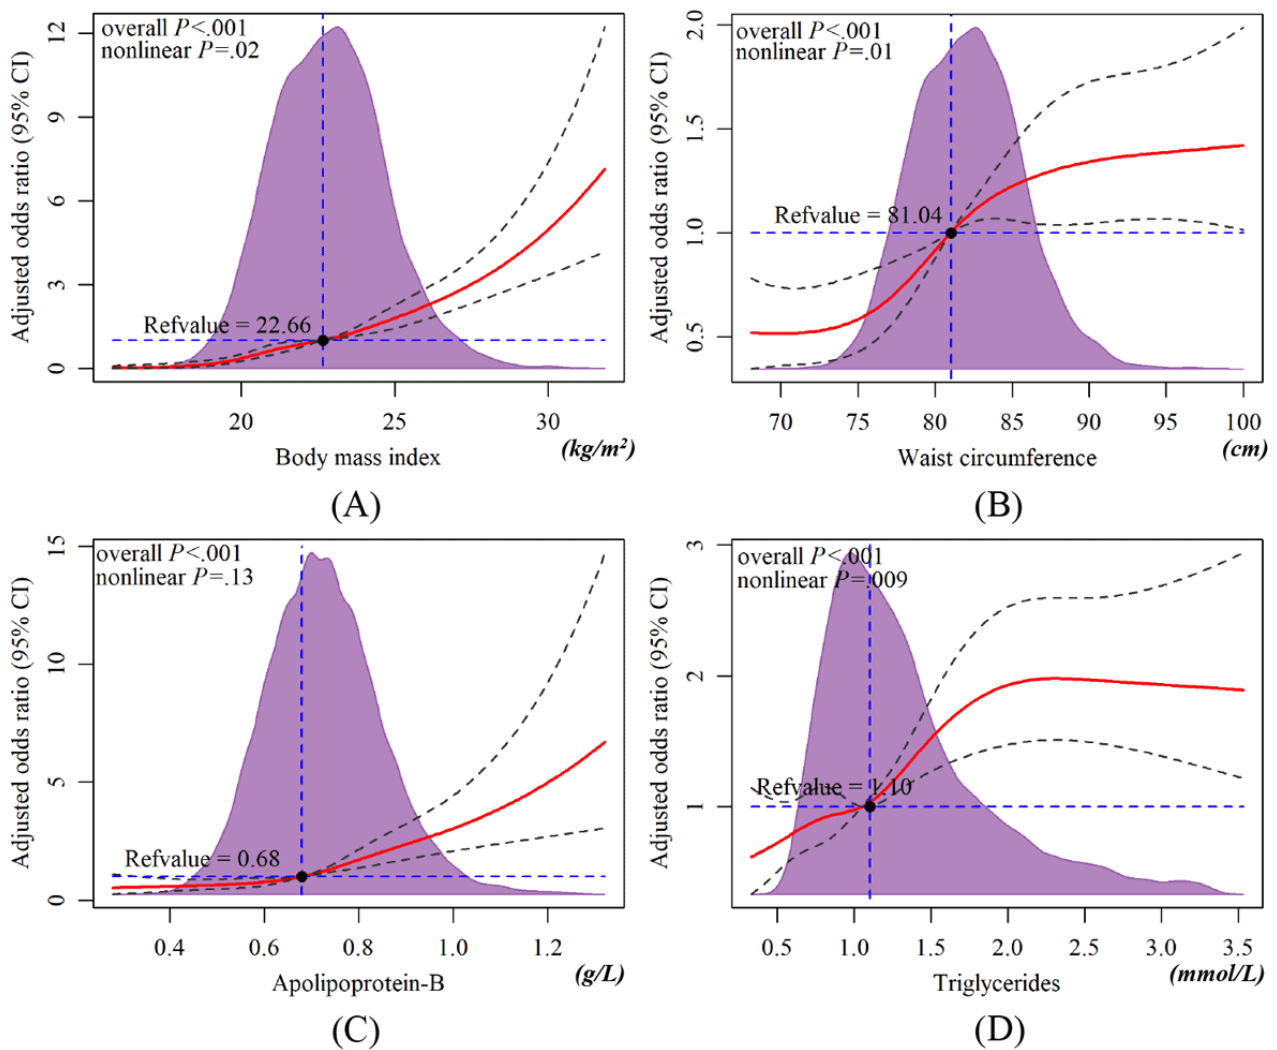 overall P<.001
nonlinear P=.02
Adjusted odds ratio (95% CI)
12
9
6
3
0
Refvalue = 22.66
20 25 30
Body mass index
(kg/m²)
(A)
overall P<.001
nonlinear P=.01
Adjusted odds ratio (95% CI)
2.0
1.5
1.0
0.5
Refvalue = 81.04
70 75 80 85 90 95 100
Waist circumference
(cm)
(B)
overall P<.001
nonlinear P=.13
Adjusted odds ratio (95% CI)
15
10
5
0
Refvalue = 0.68
0.4 0.6 0.8 1.0 1.2
Apolipoprotein-B
(g/L)
(C)
overall P<.001
nonlinear P=.009
Adjusted odds ratio (95% CI)
3
2
1
Refvalue = 1.10
0.5 1.0 1.5 2.0 2.5 3.0 3.5
Triglycerides
(mmol/L)
(D)